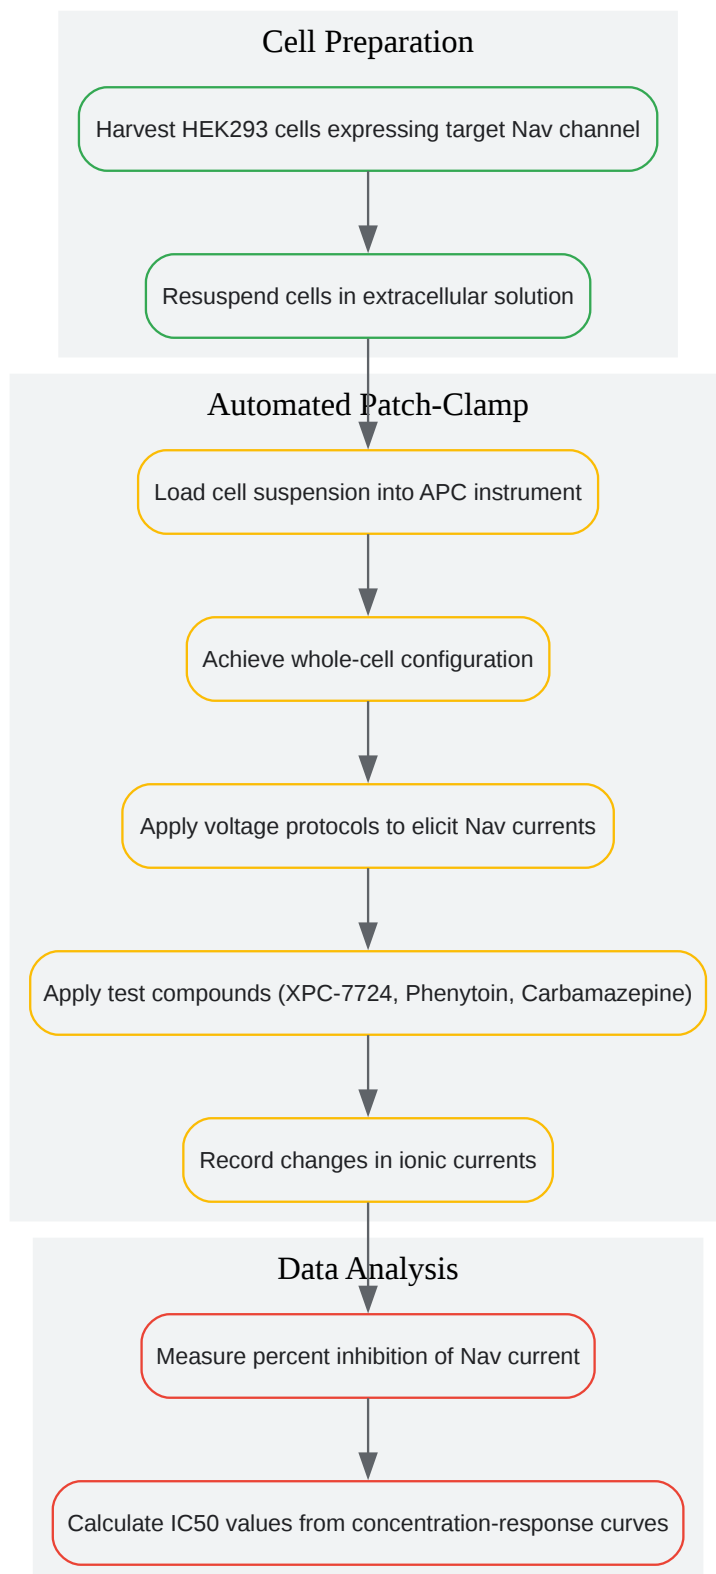 Cell Preparation
Harvest HEK293 cells expressing target Nav channel
Resuspend cells in extracellular solution
Automated Patch-Clamp
Load cell suspension into APC instrument
Achieve whole-cell configuration
Apply voltage protocols to elicit Nav currents
Apply test compounds (XPC-7724, Phenytoin, Carbamazepine)
Record changes in ionic currents
Data Analysis
Measure percent inhibition of Nav current
Calculate IC50 values from concentration-response curves